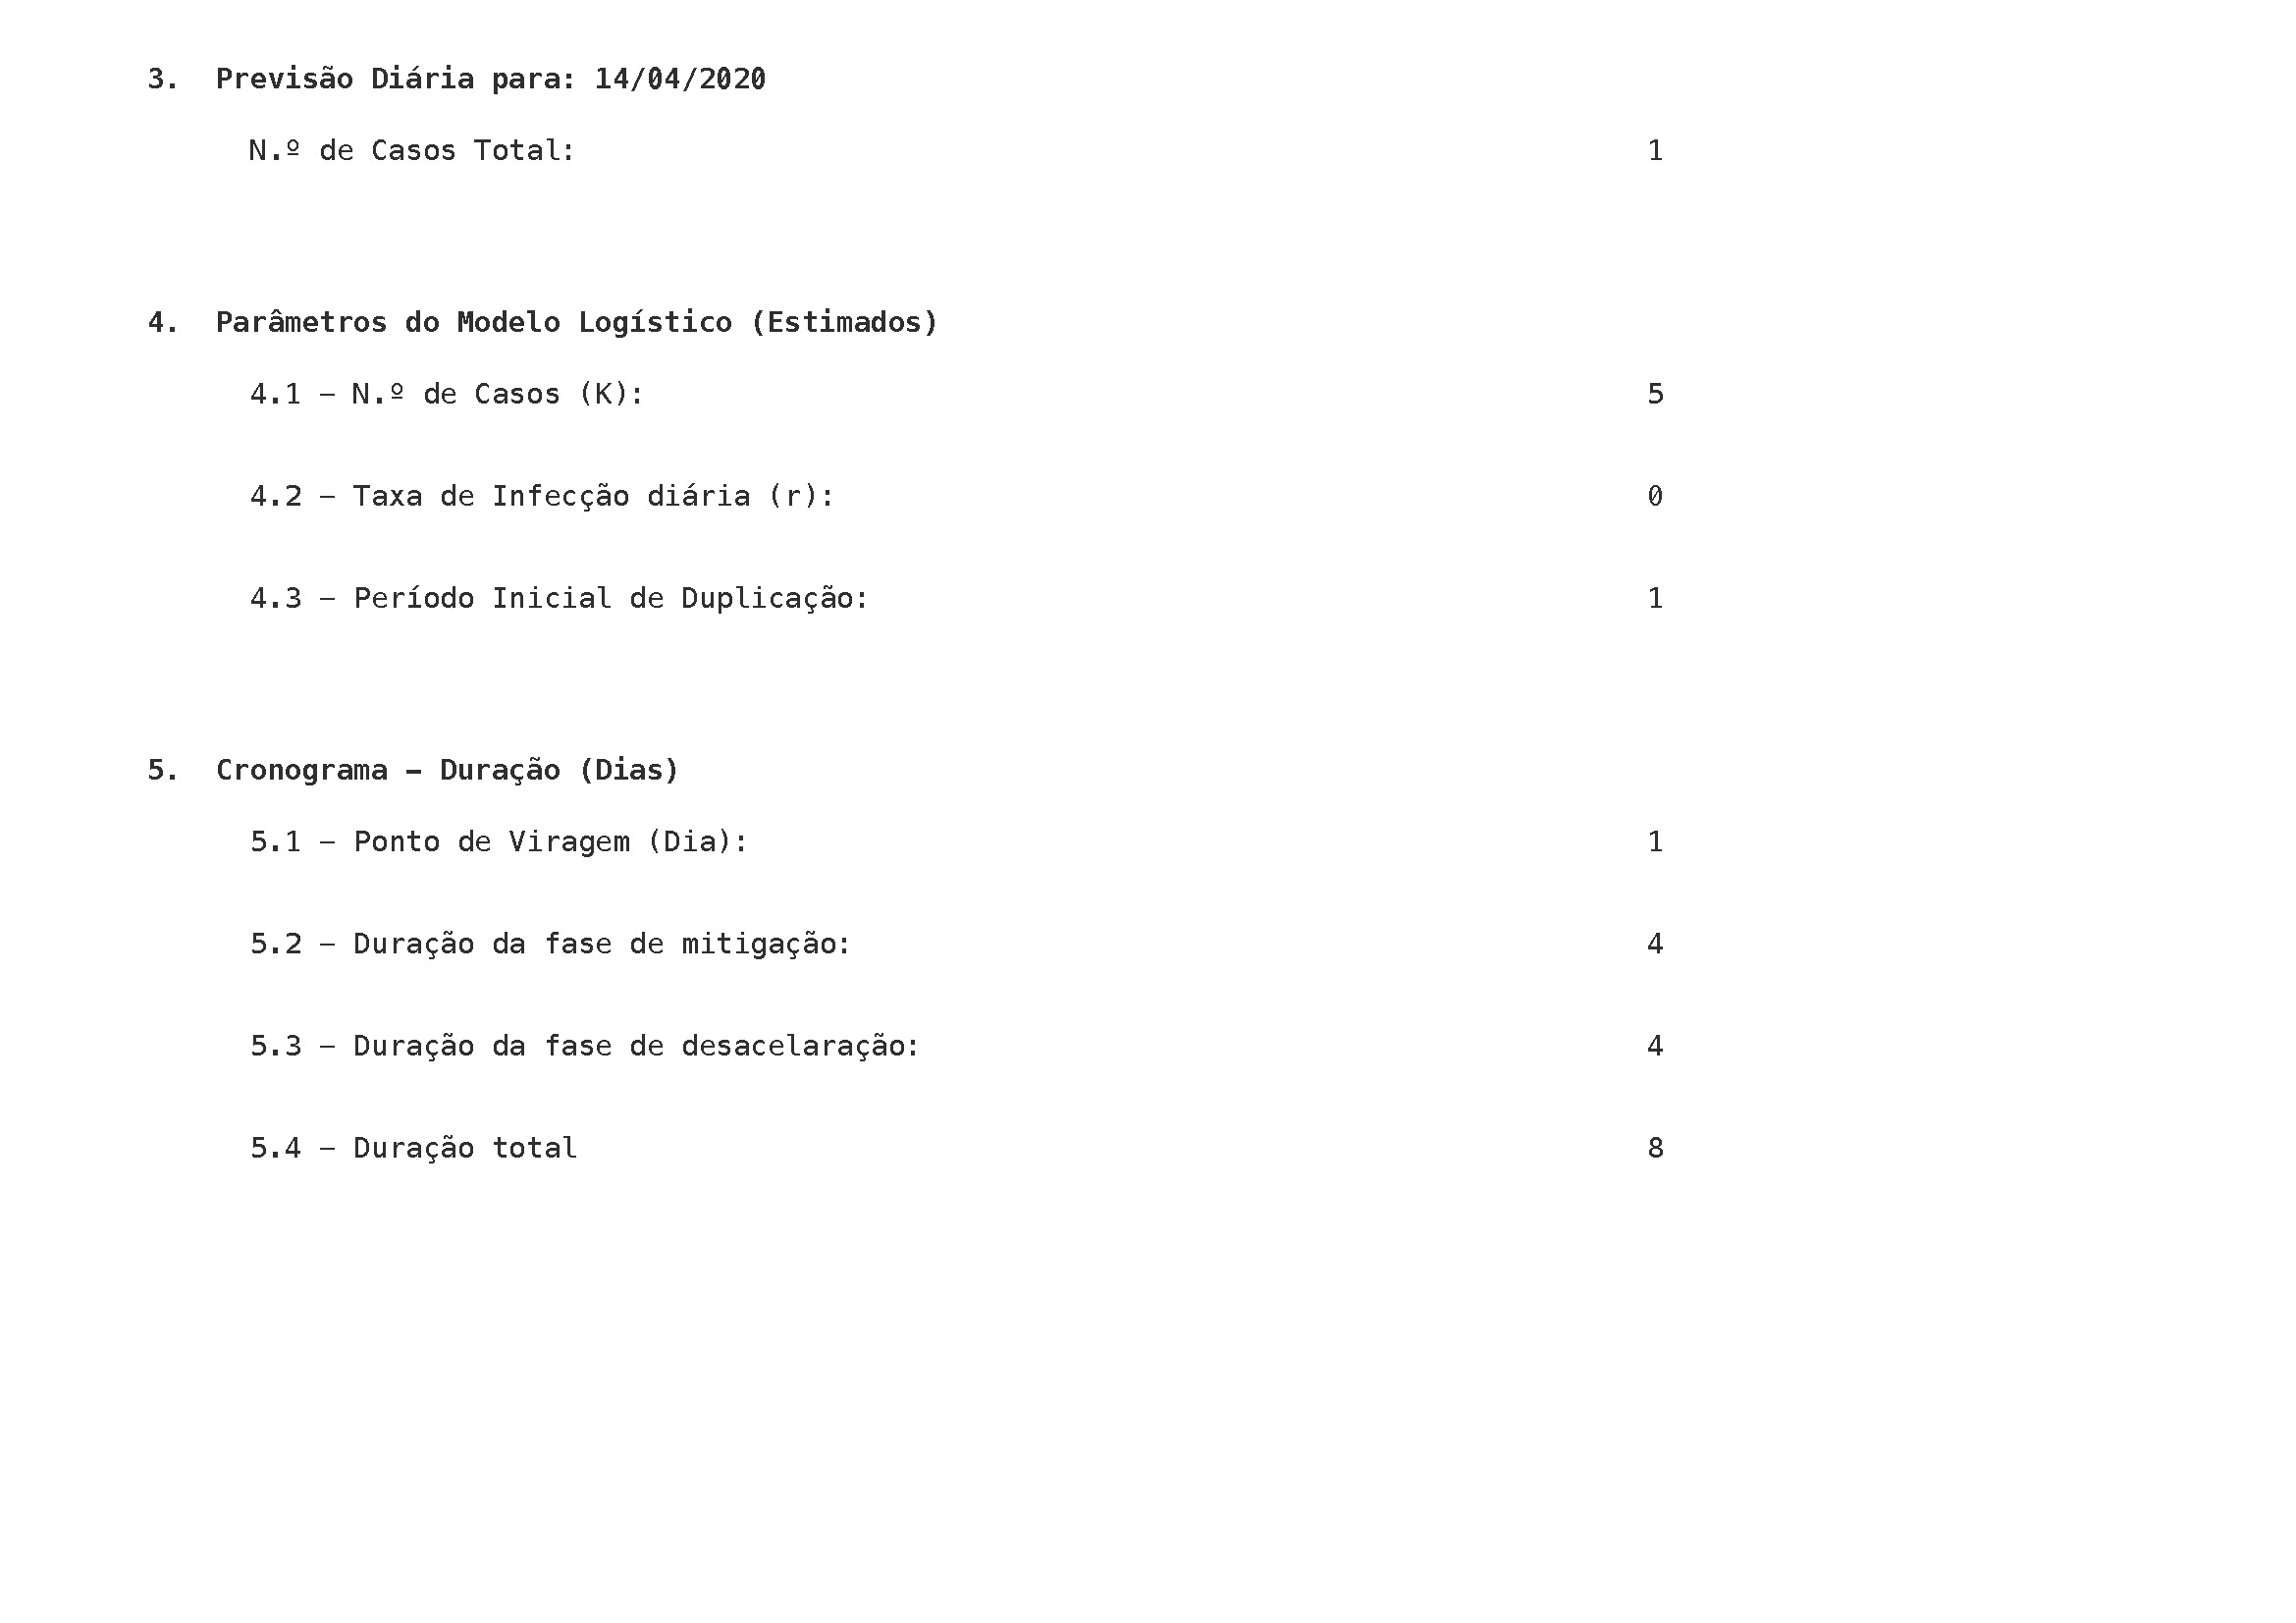 3. Previsão Diária para: 14/04/2020
N.º de Casos Total: 1
4. Parâmetros do Modelo Logístico (Estimados)
4.1 – N.º de Casos (K): 5
4.2 – Taxa de Infecção diária (r): 0
4.3 – Período Inicial de Duplicação: 1
5. Cronograma – Duração (Dias)
5.1 – Ponto de Viragem (Dia): 1
5.2 – Duração da fase de mitigação: 4
5.3 – Duração da fase de desacelaração: 4
5.4 – Duração total 8